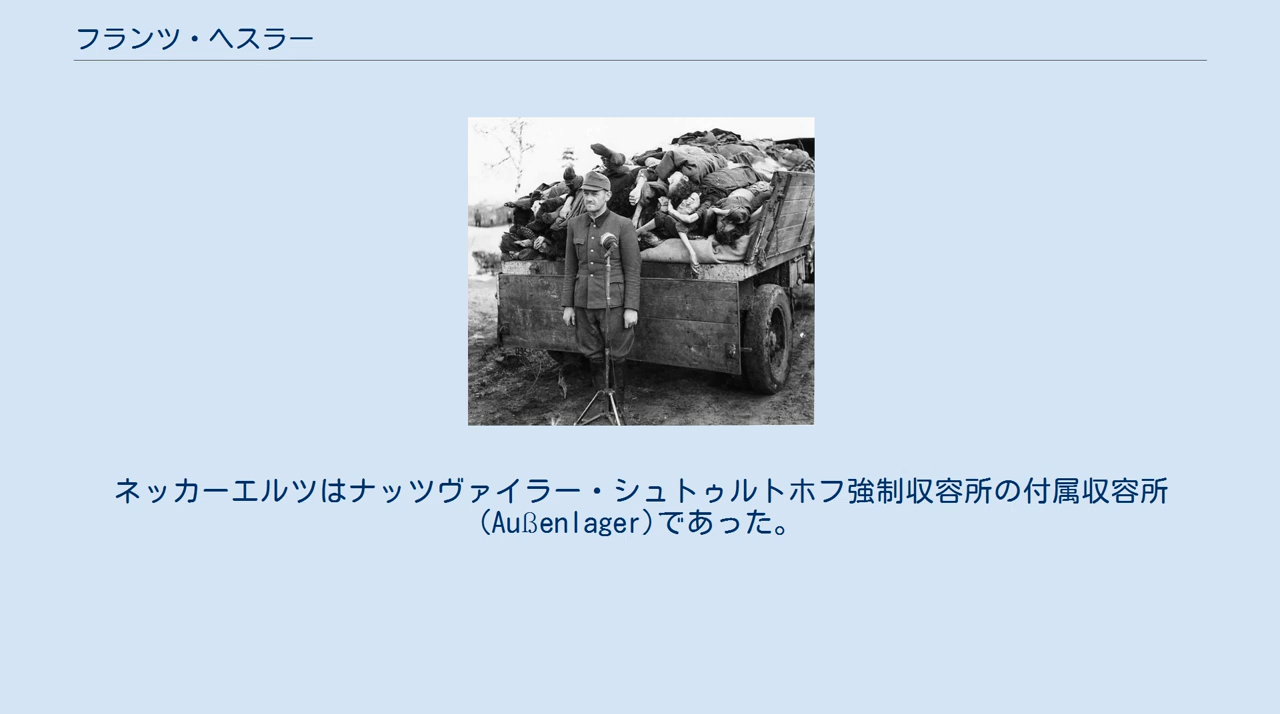 フランツ・ヘスラー
ネッカーエルツはナッツヴァイラー・シュトゥルトホフ強制収容所の付属収容所
(Außenlager)であった。